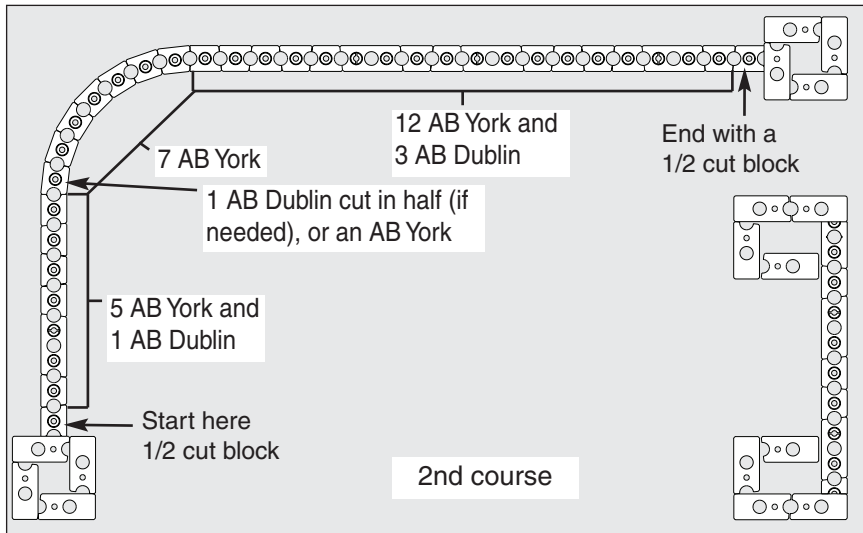 12 AB York and
3 AB Dublin
End with a
1/2 cut block
7 AB York
1 AB Dublin cut in half (if
needed), or an AB York
5 AB York and
1 AB Dublin
Start here
1/2 cut block
2nd course